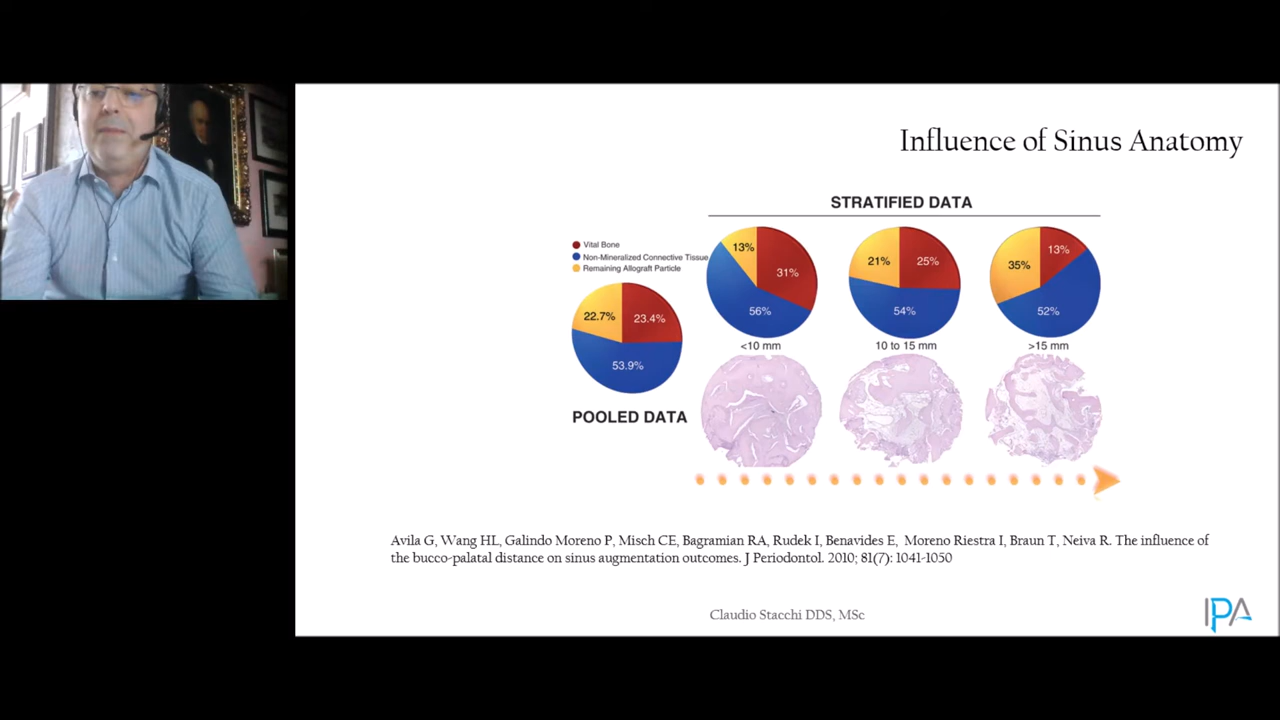 Influence of Sinus Anatomy
STRATIFIED DATA
Vital Bone
Non-Mineralized Connective Tissue
Remaining Allograft Particle
22.7%
23.4%
53.9%
POOLED DATA
13%
31%
56%
<10 mm
21%
25%
54%
10 to 15 mm
35%
13%
52%
>15 mm
Avila G, Wang HL, Galindo Moreno P, Misch CE, Bagramian RA, Rudek I, Benavides E, Moreno Riestra I, Braun T, Neiva R. The influence of
the bucco-palatal distance on sinus augmentation outcomes. J Periodontol. 2010; 81(7): 1041-1050
Claudio Stacchi DDS, MSc
IPA